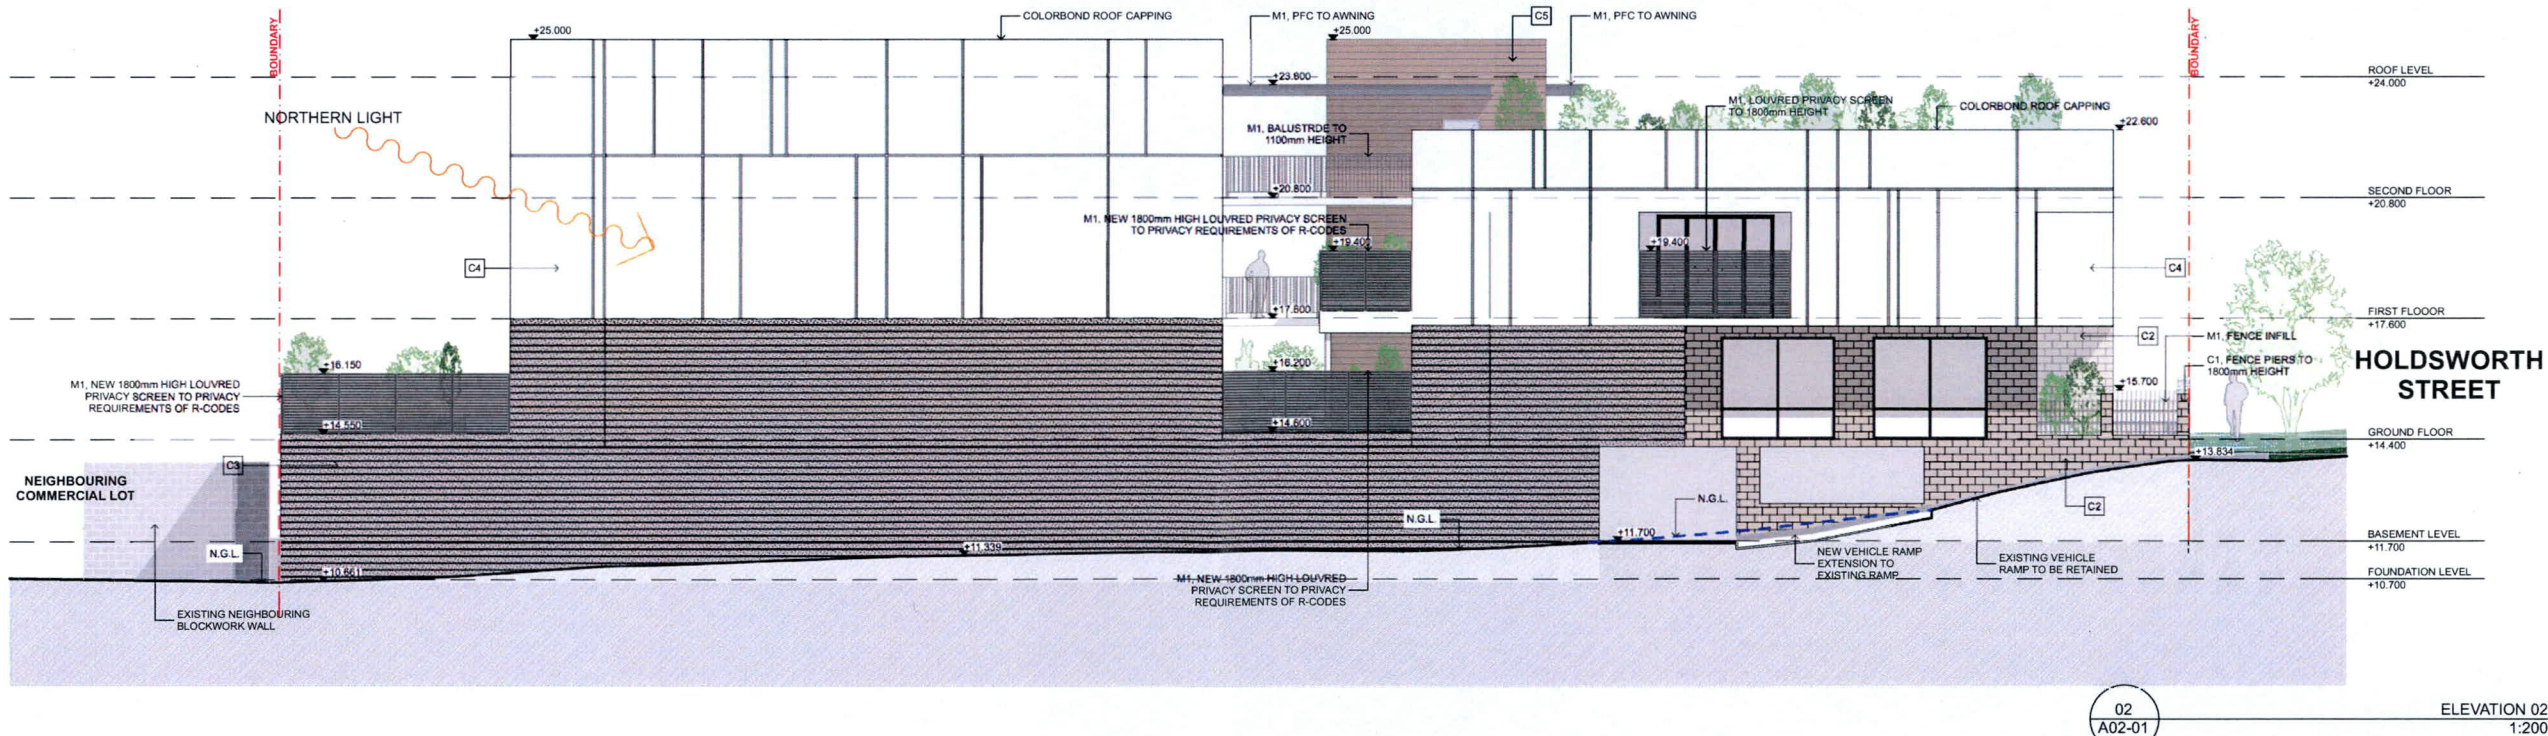 BOUNDARY
+25.000
COLORBOND ROOF CAPPING
M1, PFC TO AWNING
+25.000
C5
M1, PFC TO AWNING
BOUNDARY
ROOF LEVEL
+24.000
+23.800
NORTHERN LIGHT
M1, BALUSTRDE TO
1100mm HEIGHT
M1, LOUVRED PRIVACY SCREEN
TO 1800mm HEIGHT
COLORBOND ROOF CAPPING
+22.600
SECOND FLOOR
+20.800
+20.800
M1, NEW 1800mm HIGH LOUVRED PRIVACY SCREEN
TO PRIVACY REQUIREMENTS OF R-CODES
+19.400
+19.400
C4
C4
FIRST FLOOOR
+17.600
+17.600
C2
M1, FENCE INFILL
C1, FENCE PIERS TO
1800mm HEIGHT
HOLDSWORTH
STREET
+16.150
+16.200
+15.700
M1, NEW 1800mm HIGH LOUVRED
PRIVACY SCREEN TO PRIVACY
REQUIREMENTS OF R-CODES
+14.550
+14.600
GROUND FLOOR
+14.400
+13.834
C3
NEIGHBOURING
COMMERCIAL LOT
N.G.L.
C2
N.G.L.
N.G.L.
+11.339
+11.700
BASEMENT LEVEL
+11.700
NEW VEHICLE RAMP
EXTENSION TO
EXISTING RAMP
EXISTING VEHICLE
RAMP TO BE RETAINED
+10.661
FOUNDATION LEVEL
+10.700
M1, NEW 1800mm HIGH LOUVRED
PRIVACY SCREEN TO PRIVACY
REQUIREMENTS OF R-CODES
EXISTING NEIGHBOURING
BLOCKWORK WALL
02
A02-01
ELEVATION 02
1:200